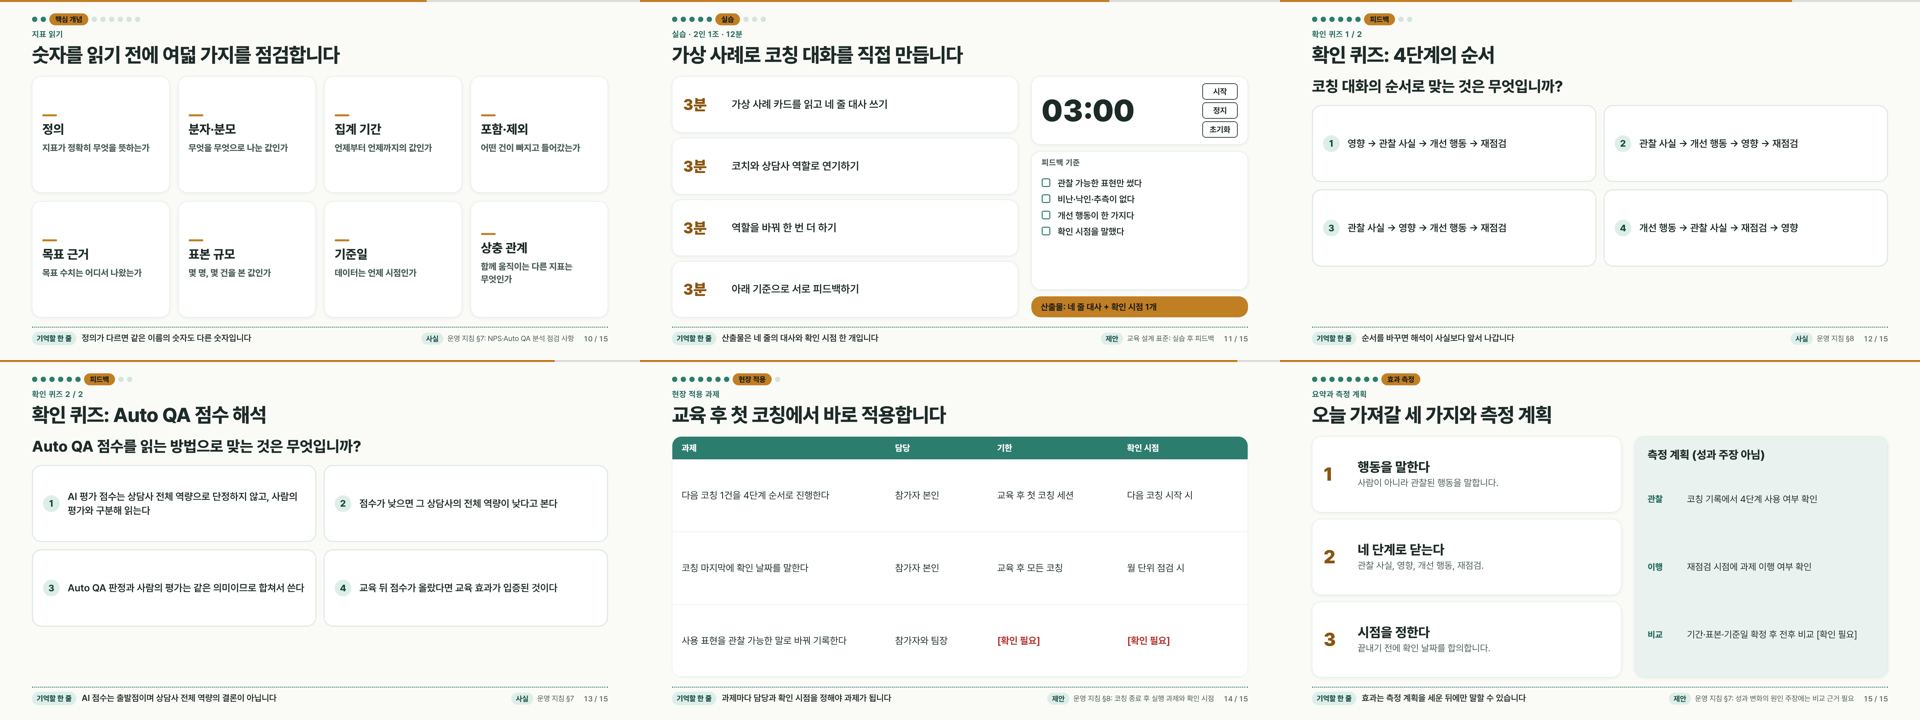 핵심 개념
지표 읽기
숫자를 읽기 전에 여덟 가지를 점검합니다
정의
지표가 정확히 무엇을 뜻하는가
분자·분모
무엇을 무엇으로 나눈 값인가
집계 기간
언제부터 언제까지의 값인가
포함·제외
어떤 건이 빠지고 들어갔는가
목표 근거
목표 수치는 어디서 나왔는가
표본 규모
몇 명, 몇 건을 본 값인가
기준일
데이터는 언제 시점인가
상충 관계
함께 움직이는 다른 지표는
무엇인가
기억할 한 줄 정의가 다르면 같은 이름의 숫자도 다른 숫자입니다
사실 운영 지침 §7: NPS·Auto QA 분석 점검 사항 10 / 15
실습
실습 · 2인 1조 · 12분
가상 사례로 코칭 대화를 직접 만듭니다
3분 가상 사례 카드를 읽고 네 줄 대사 쓰기
3분 코치와 상담사 역할로 연기하기
3분 역할을 바꿔 한 번 더 하기
3분 아래 기준으로 서로 피드백하기
03:00
시작
정지
초기화
피드백 기준
관찰 가능한 표현만 썼다
비난·낙인·추측이 없다
개선 행동이 한 가지다
확인 시점을 말했다
산출물: 네 줄 대사 + 확인 시점 1개
기억할 한 줄 산출물은 네 줄의 대사와 확인 시점 한 개입니다
제안 교육 설계 표준: 실습 후 피드백 11 / 15
피드백
확인 퀴즈 1 / 2
확인 퀴즈: 4단계의 순서
코칭 대화의 순서로 맞는 것은 무엇입니까?
1 영향 → 관찰 사실 → 개선 행동 → 재점검
2 관찰 사실 → 개선 행동 → 영향 → 재점검
3 관찰 사실 → 영향 → 개선 행동 → 재점검
4 개선 행동 → 관찰 사실 → 재점검 → 영향
기억할 한 줄 순서를 바꾸면 해석이 사실보다 앞서 나갑니다
사실 운영 지침 §8 12 / 15
피드백
확인 퀴즈 2 / 2
확인 퀴즈: Auto QA 점수 해석
Auto QA 점수를 읽는 방법으로 맞는 것은 무엇입니까?
1 AI 평가 점수는 상담사 전체 역량으로 단정하지 않고, 사람의
평가와 구분해 읽는다
2 점수가 낮으면 그 상담사의 전체 역량이 낮다고 본다
3 Auto QA 판정과 사람의 평가는 같은 의미이므로 합쳐서 쓴다
4 교육 뒤 점수가 올랐다면 교육 효과가 입증된 것이다
기억할 한 줄 AI 점수는 출발점이며 상담사 전체 역량의 결론이 아닙니다
사실 운영 지침 §7 13 / 15
현장 적용
현장 적용 과제
교육 후 첫 코칭에서 바로 적용합니다
과제 담당 기한 확인 시점
다음 코칭 1건을 4단계 순서로 진행한다 참가자 본인 교육 후 첫 코칭 세션 다음 코칭 시작 시
코칭 마지막에 확인 날짜를 말한다 참가자 본인 교육 후 모든 코칭 월 단위 점검 시
사용 표현을 관찰 가능한 말로 바꿔 기록한다 참가자와 팀장 [확인 필요] [확인 필요]
기억할 한 줄 과제마다 담당과 확인 시점을 정해야 과제가 됩니다
제안 운영 지침 §8: 코칭 종료 후 실행 과제와 확인 시점 14 / 15
효과 측정
요약과 측정 계획
오늘 가져갈 세 가지와 측정 계획
1 행동을 말한다
사람이 아니라 관찰된 행동을 말합니다.
2 네 단계로 닫는다
관찰 사실, 영향, 개선 행동, 재점검.
3 시점을 정한다
끝내기 전에 확인 날짜를 합의합니다.
측정 계획 (성과 주장 아님)
관찰 코칭 기록에서 4단계 사용 여부 확인
이행 재점검 시점에 과제 이행 여부 확인
비교 기간·표본·기준일 확정 후 전후 비교 [확인 필요]
기억할 한 줄 효과는 측정 계획을 세운 뒤에만 말할 수 있습니다
제안 운영 지침 §7: 성과 변화의 원인 주장에는 비교 근거 필요 15 / 15